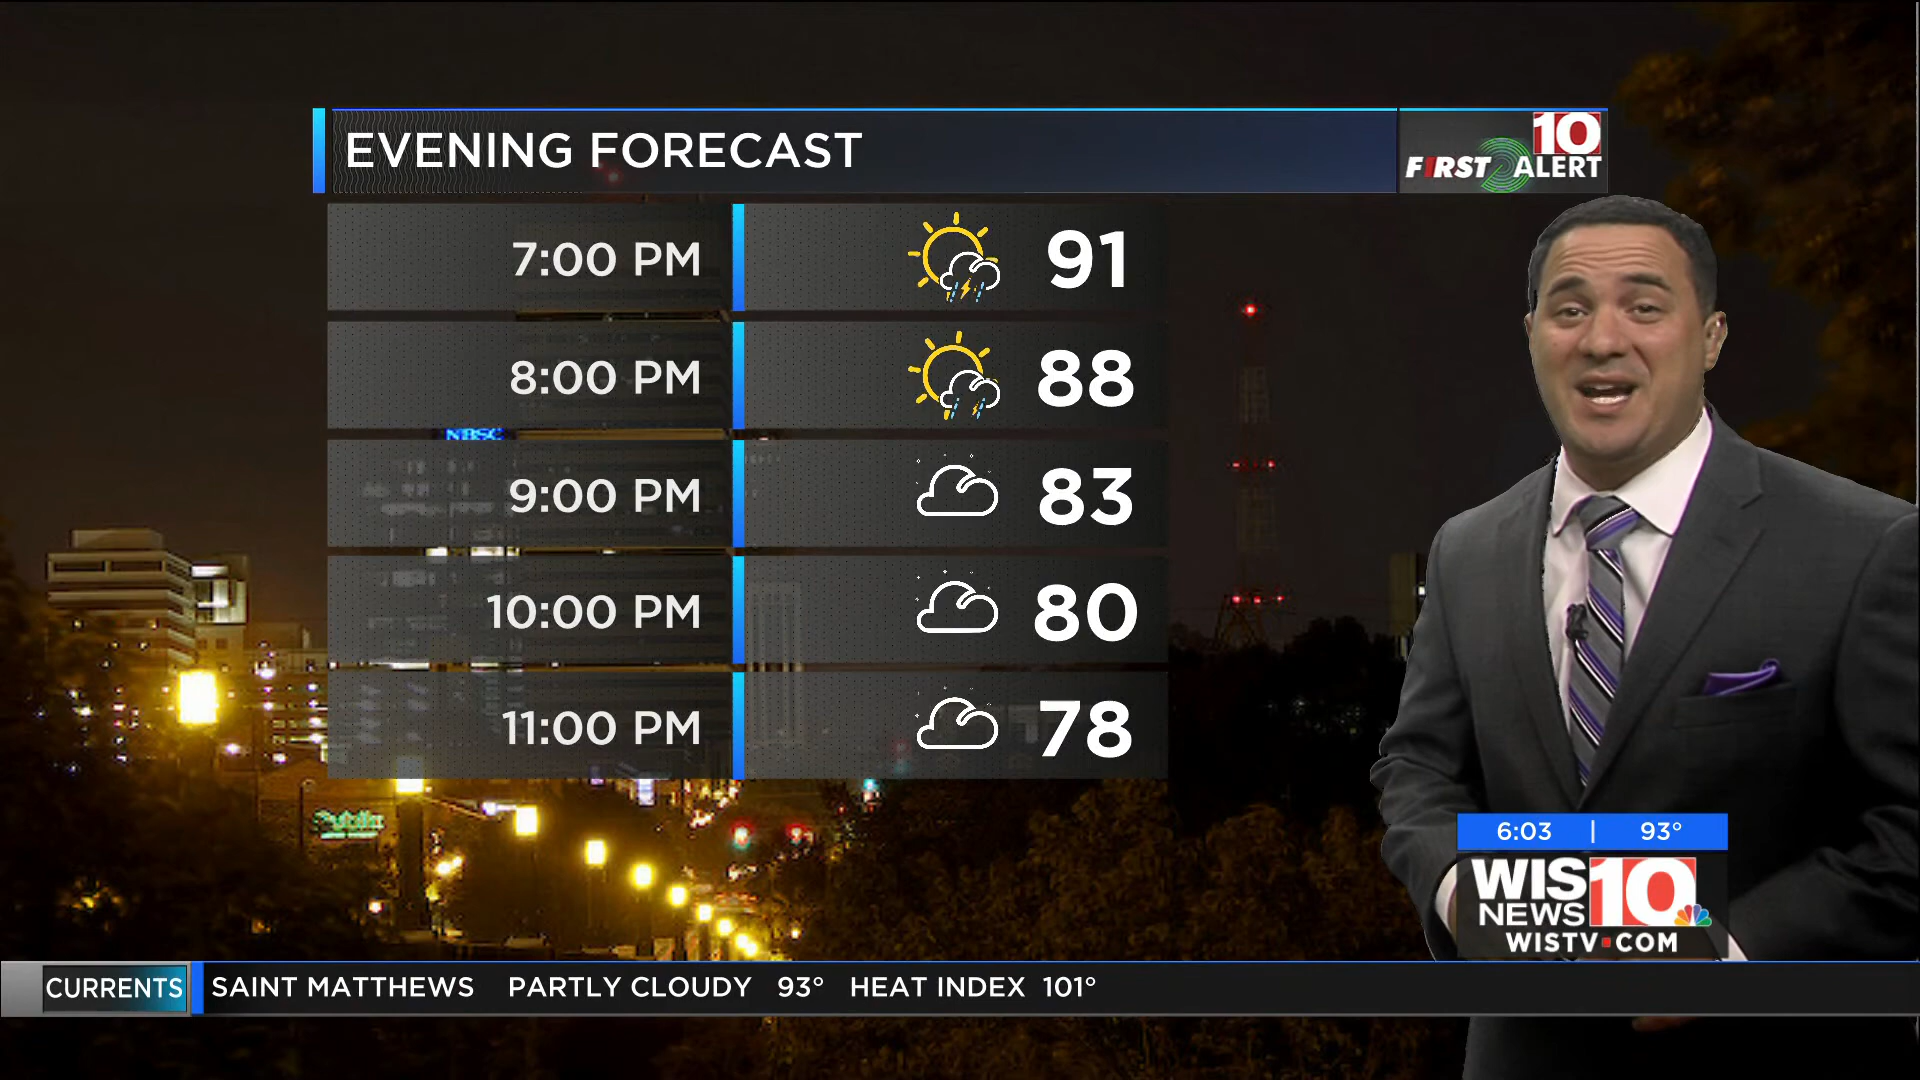 EVENING FORECAST
10
FIRST ALERT
7:00 PM 91
8:00 PM 88
NBSC
9:00 PM 83
10:00 PM 80
11:00 PM 78
6:03 | 93°
WIS 10
NEWS
WISTV.COM
CURRENTS SAINT MATTHEWS PARTLY CLOUDY 93° HEAT INDEX 101°